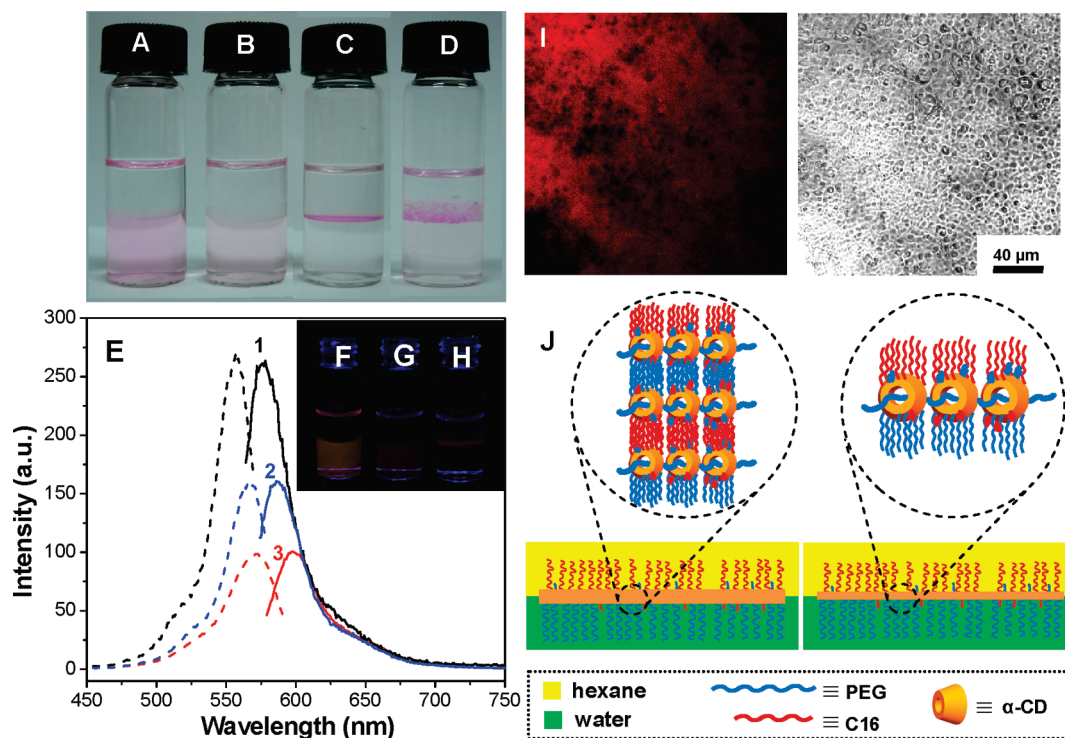 A B C D
I
40 µm
E
F G H
1
2
3
300
250
200
150
100
50
0
Intensity (a.u.)
450 500 550 600 650 700 750
Wavelength (nm)
J
hexane
water
≡ PEG
≡ C16
≡ α-CD